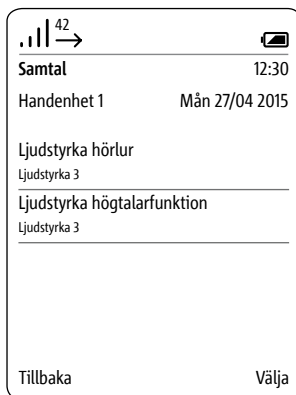 42
Samtal 12:30
Handenhet 1 Mån 27/04 2015
Ljudstyrka hörlur
Ljudstyrka 3
Ljudstyrka högtalarfunktion
Ljudstyrka 3
Tillbaka Välja